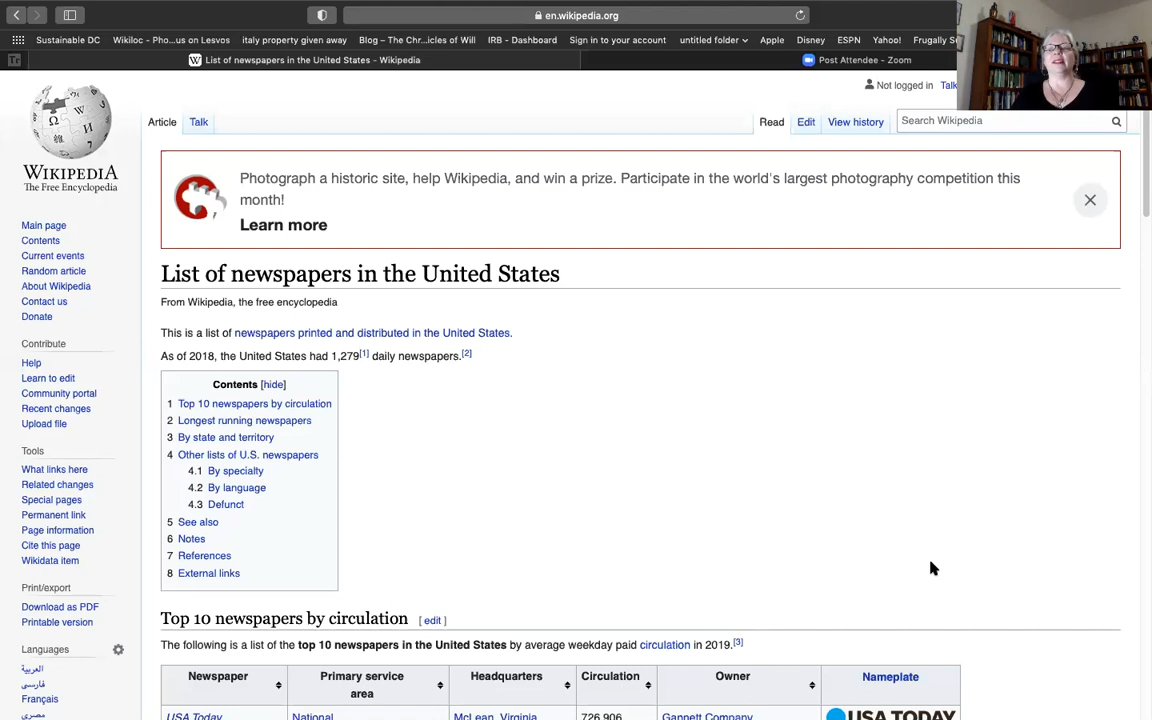 en.wikipedia.org
Sustainable DC Wikiloc - Pho...us on Lesvos italy property given away Blog – The Chr...icles of Will IRB - Dashboard Sign in to your account untitled folder Apple Disney ESPN Yahoo! Frugally
List of newspapers in the United States - Wikipedia
Post Attendee - Zoom
Not logged in Talk
Article Talk Read Edit View history Search Wikipedia
WIKIPEDIA
The Free Encyclopedia
Main page
Contents
Current events
Random article
About Wikipedia
Contact us
Donate
Contribute
Help
Learn to edit
Community portal
Recent changes
Upload file
Tools
What links here
Related changes
Special pages
Permanent link
Page information
Cite this page
Wikidata item
Print/export
Download as PDF
Printable version
Languages
العربية
فارسی
Français
مصرى
Photograph a historic site, help Wikipedia, and win a prize. Participate in the world's largest photography competition this
month!
Learn more
List of newspapers in the United States
From Wikipedia, the free encyclopedia
This is a list of newspapers printed and distributed in the United States.
As of 2018, the United States had 1,279[1] daily newspapers.[2]
Contents [hide]
1 Top 10 newspapers by circulation
2 Longest running newspapers
3 By state and territory
4 Other lists of U.S. newspapers
4.1 By specialty
4.2 By language
4.3 Defunct
5 See also
6 Notes
7 References
8 External links
Top 10 newspapers by circulation [ edit ]
The following is a list of the top 10 newspapers in the United States by average weekday paid circulation in 2019.[3]
Newspaper Primary service area Headquarters Circulation Owner Nameplate
USA Today National McLean, Virginia 726,906 Gannett Company USA TODAY